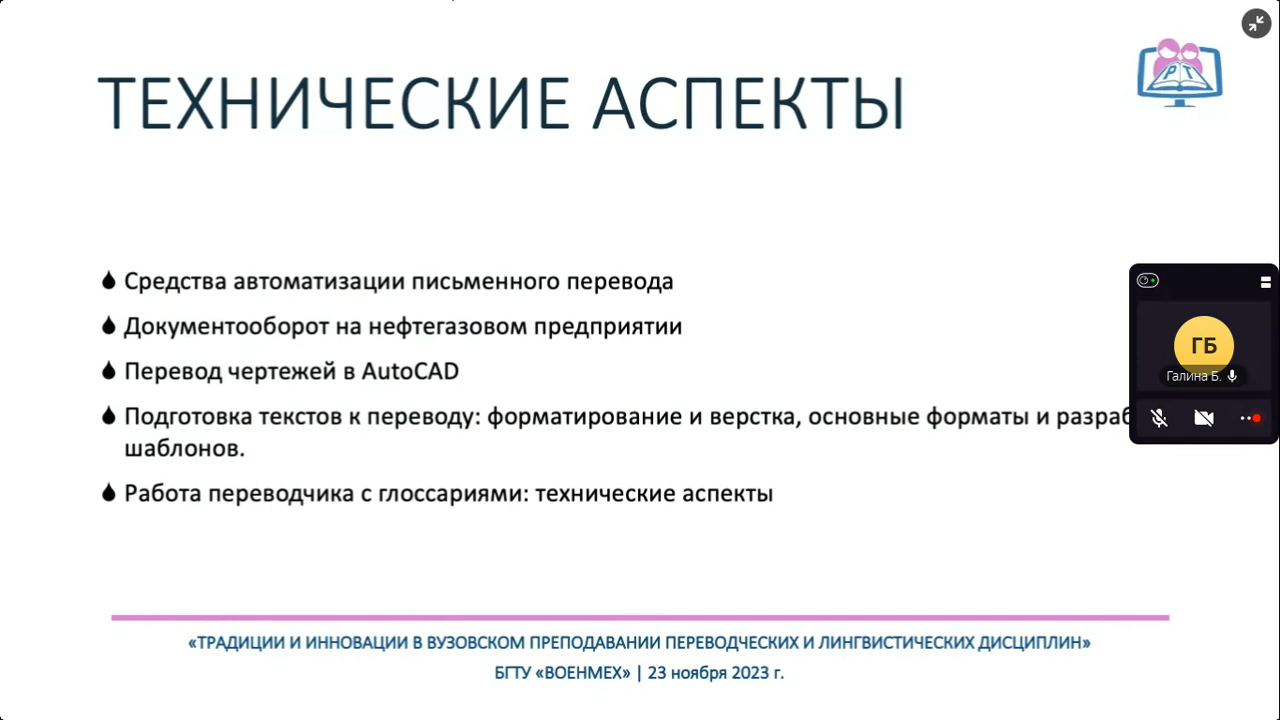 ТЕХНИЧЕСКИЕ АСПЕКТЫ
РТ
Средства автоматизации письменного перевода
Документооборот на нефтегазовом предприятии
Перевод чертежей в AutoCAD
Подготовка текстов к переводу: форматирование и верстка, основные форматы и
шаблонов.
Работа переводчика с глоссариями: технические аспекты
ГБ
Галина Б.
«ТРАДИЦИИ И ИННОВАЦИИ В ВУЗОВСКОМ ПРЕПОДАВАНИИ ПЕРЕВОДЧЕСКИХ И ЛИНГВИСТИЧЕСКИХ ДИСЦИПЛИН»
БГТУ «ВОЕНМЕХ» | 23 ноября 2023 г.